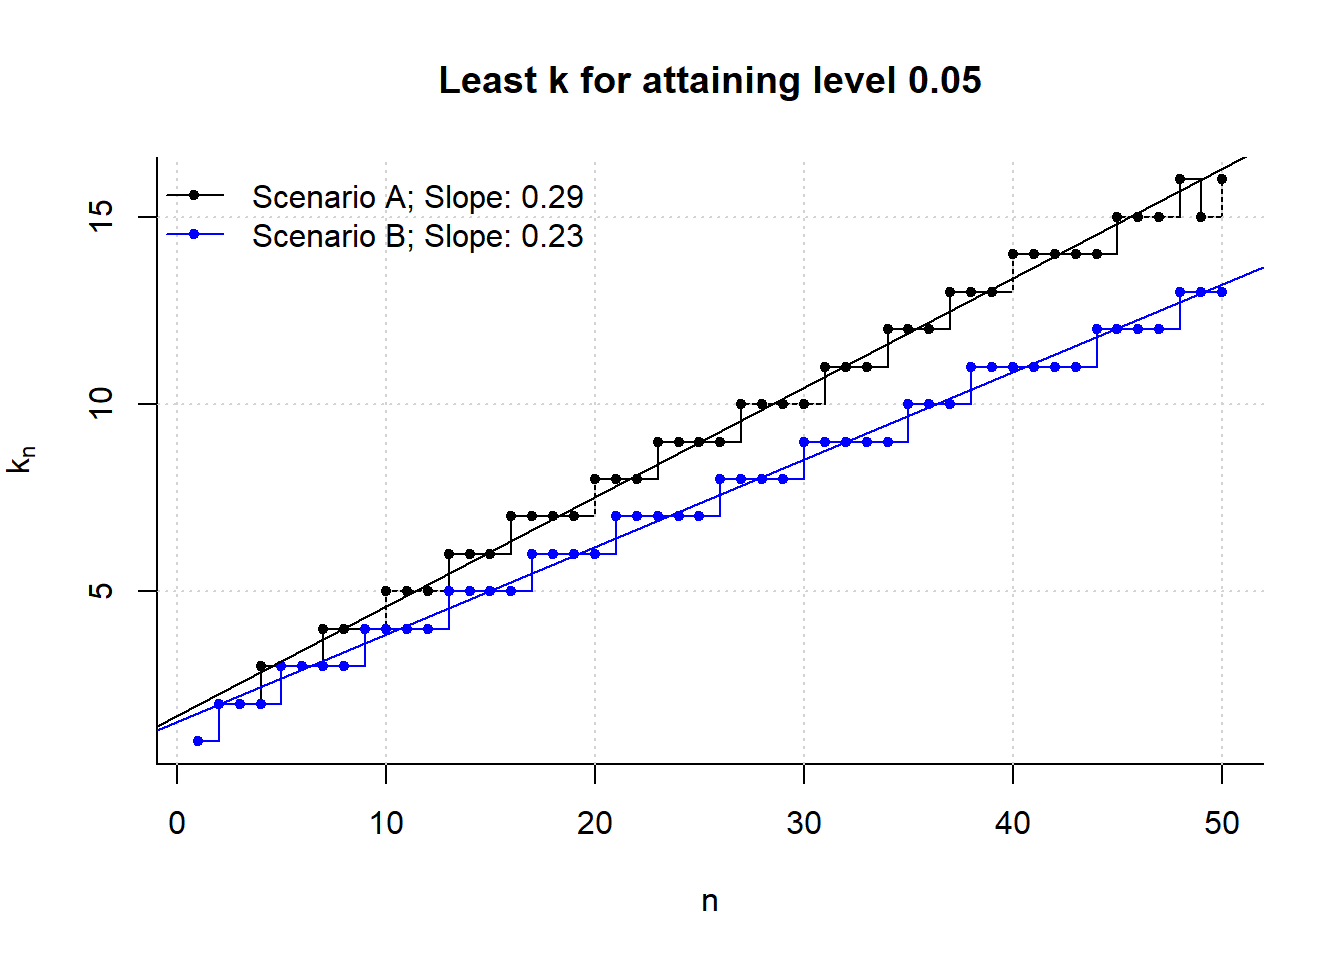 Least k for attaining level 0.05
Scenario A; Slope: 0.29
Scenario B; Slope: 0.23
15
10
5
kₙ
0 10 20 30 40 50
n